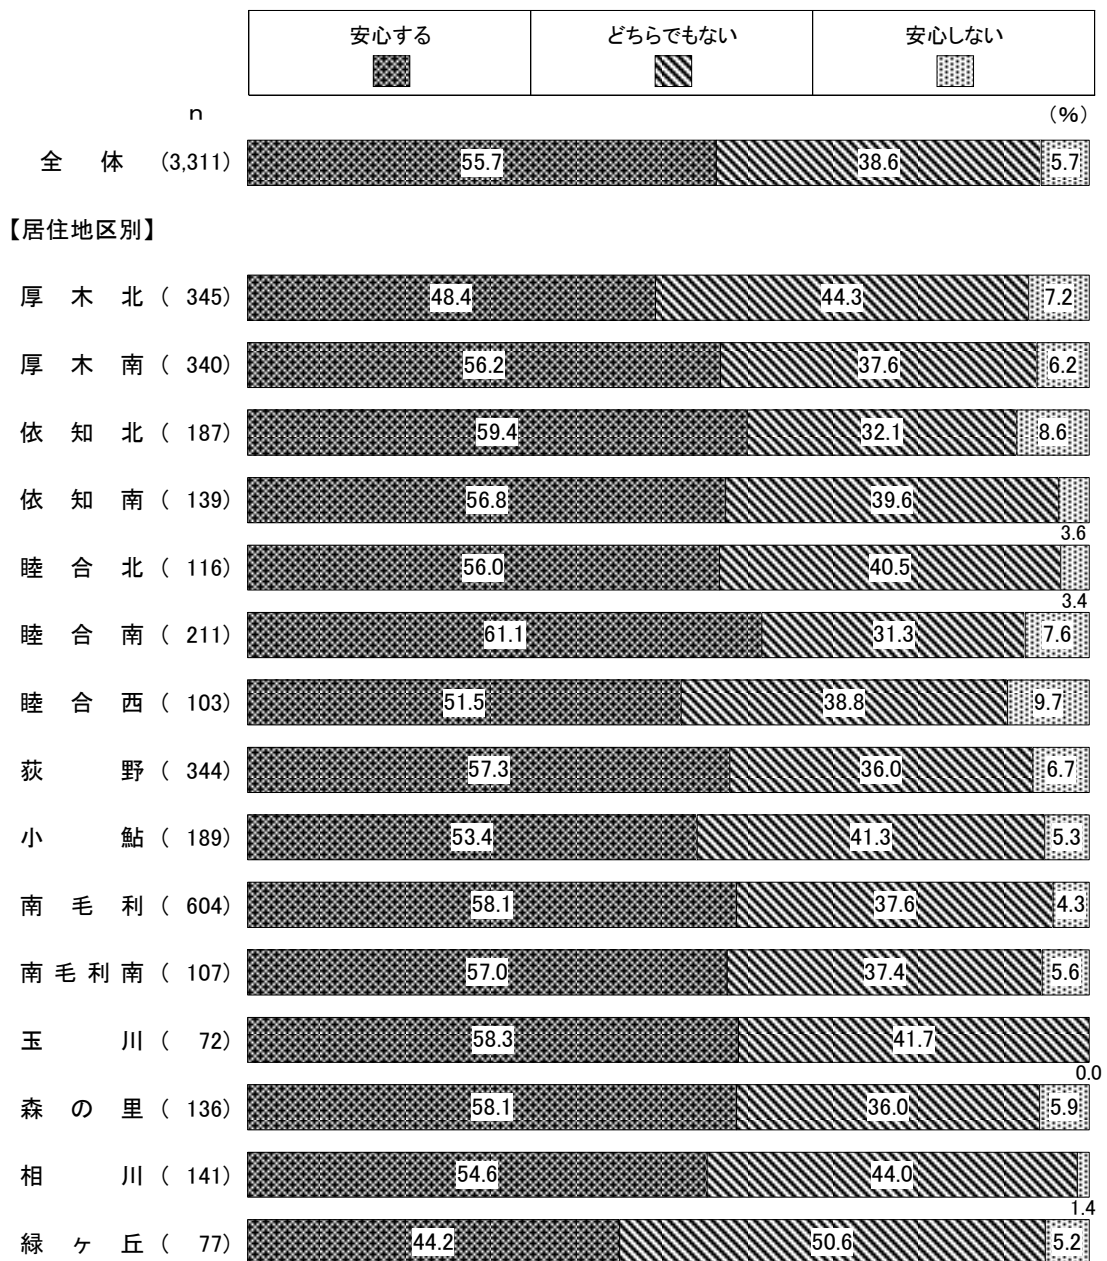 安心する どちらでもない 安心しない
n (%)
全体 (3,311) 55.7 38.6 5.7
【居住地区別】
厚木北 ( 345) 48.4 44.3 7.2
厚木南 ( 340) 56.2 37.6 6.2
依知北 ( 187) 59.4 32.1 8.6
依知南 ( 139) 56.8 39.6
3.6
睦合北 ( 116) 56.0 40.5
3.4
睦合南 ( 211) 61.1 31.3 7.6
睦合西 ( 103) 51.5 38.8 9.7
荻野 ( 344) 57.3 36.0 6.7
小鮎 ( 189) 53.4 41.3 5.3
南毛利 ( 604) 58.1 37.6 4.3
南毛利南 ( 107) 57.0 37.4 5.6
玉川 ( 72) 58.3 41.7
0.0
森の里 ( 136) 58.1 36.0 5.9
相川 ( 141) 54.6 44.0
1.4
緑ヶ丘 ( 77) 44.2 50.6 5.2